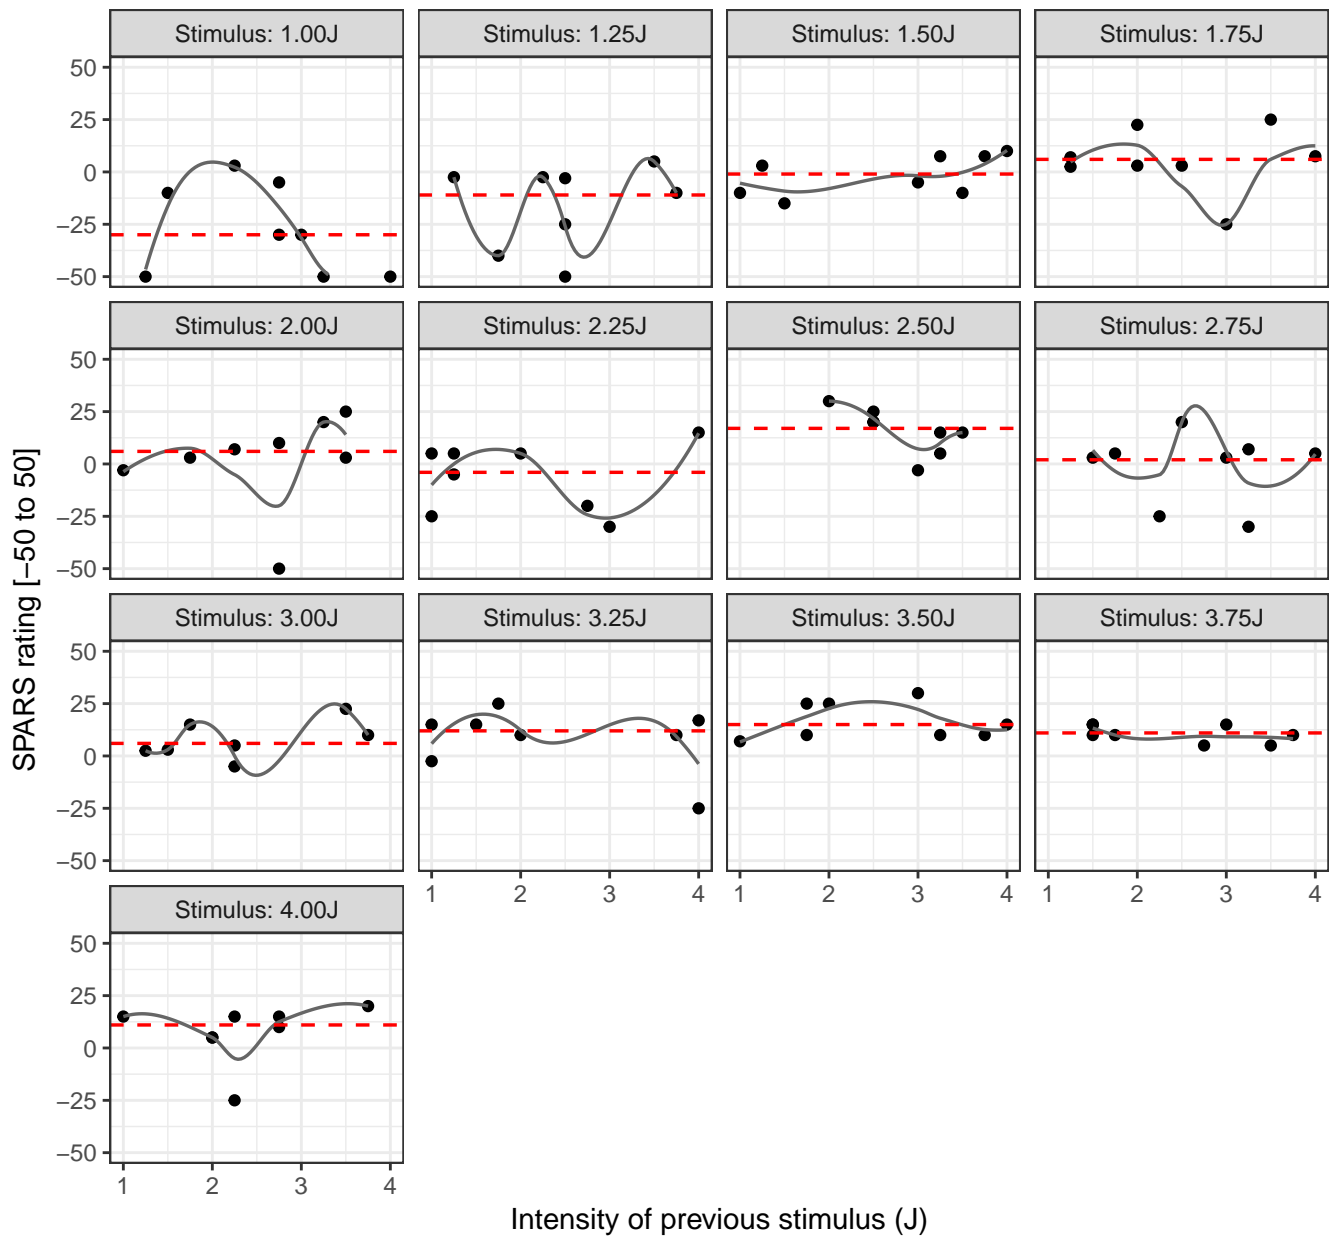 Stimulus: 1.00J
Stimulus: 1.25J
Stimulus: 1.50J
Stimulus: 1.75J
50
25
0
−25
−50
Stimulus: 2.00J
Stimulus: 2.25J
Stimulus: 2.50J
Stimulus: 2.75J
50
25
0
−25
−50
SPARS rating [−50 to 50]
Stimulus: 3.00J
Stimulus: 3.25J
Stimulus: 3.50J
Stimulus: 3.75J
50
25
0
−25
−50
1 2 3 4
1 2 3 4
1 2 3 4
Stimulus: 4.00J
50
25
0
−25
−50
1 2 3 4
Intensity of previous stimulus (J)